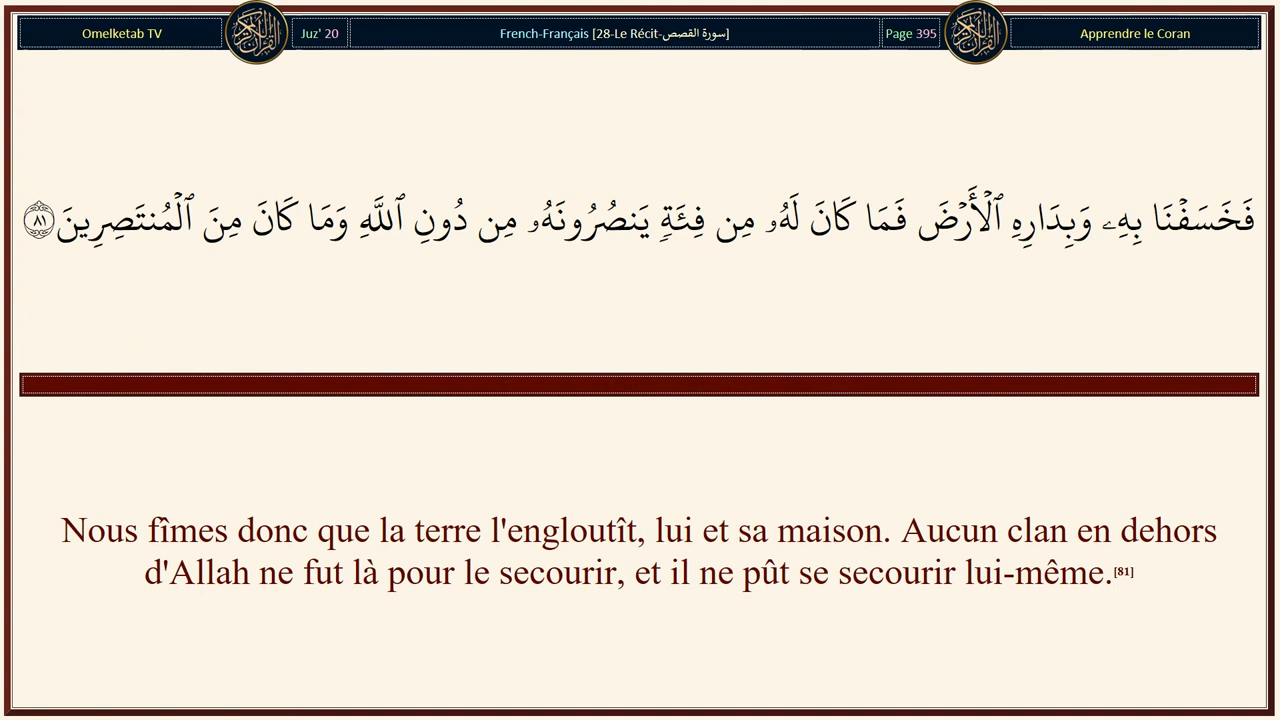 Omelketab TV
Juz' 20
French-Français [28-Le Récit-سورة القصص]
Page 395
Apprendre le Coran
فَخَسَفْنَا بِهِۦ وَبِدَارِهِ ٱلْأَرْضَ فَمَا كَانَ لَهُۥ مِن فِئَةٍ يَنصُرُونَهُۥ مِن دُونِ ٱللَّهِ وَمَا كَانَ مِنَ ٱلْمُنتَصِرِينَ ٨١
Nous fîmes donc que la terre l'engloutît, lui et sa maison. Aucun clan en dehors
d'Allah ne fut là pour le secourir, et il ne pût se secourir lui-même.[81]